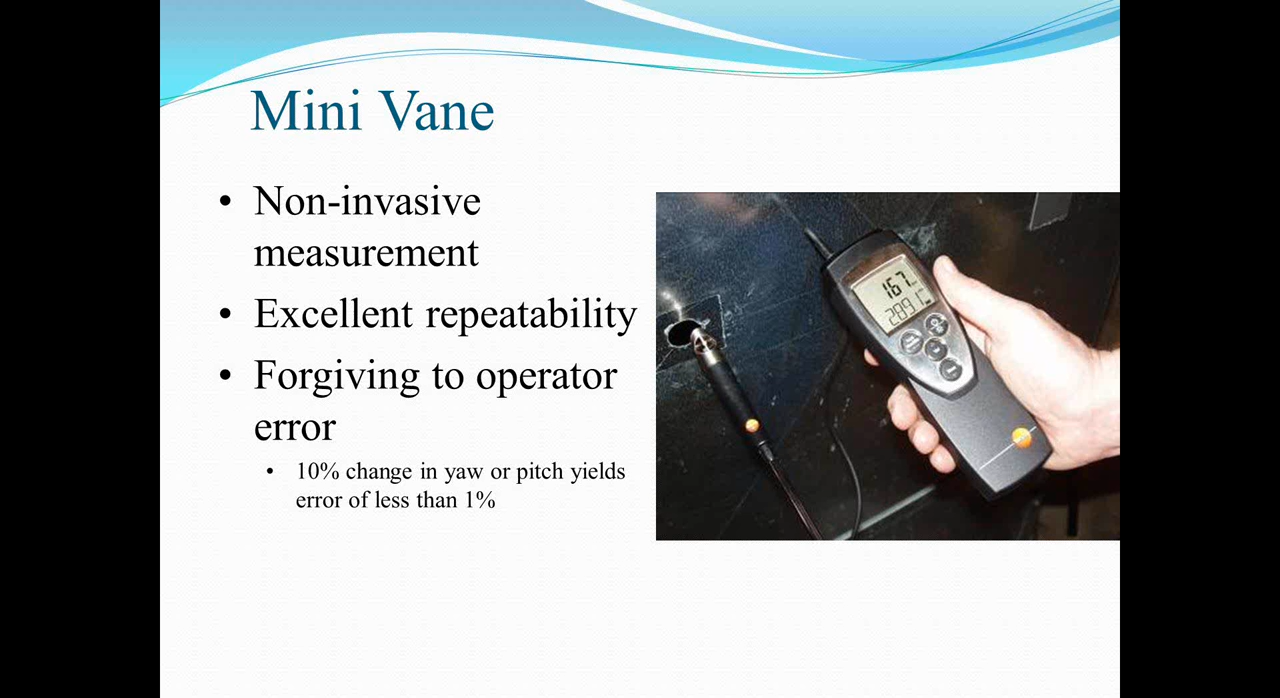 Mini Vane
• Non-invasive
measurement
• Excellent repeatability
• Forgiving to operator
error
• 10% change in yaw or pitch yields
error of less than 1%
167